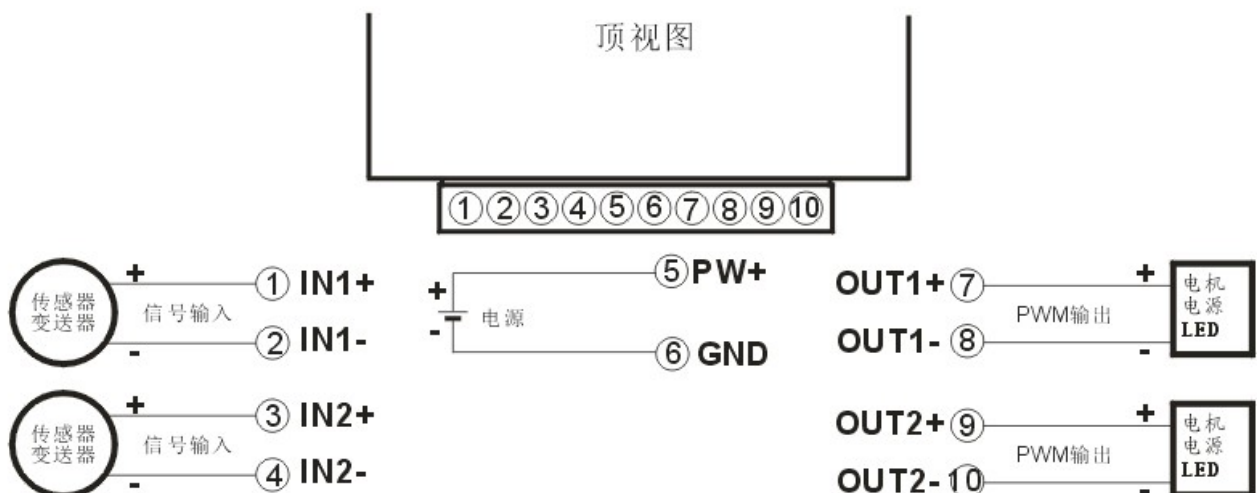 顶视图
①②③④⑤⑥⑦⑧⑨⑩
传感器
变送器
+
信号输入
-
① IN1+
② IN1-
+
-
电源
⑤PW+
⑥ GND
OUT1+⑦
OUT1-⑧
PWM输出
+
-
电机
电源
LED
传感器
变送器
+
信号输入
-
③ IN2+
④ IN2-
OUT2+⑨
OUT2-⑩
PWM输出
+
-
电机
电源
LED